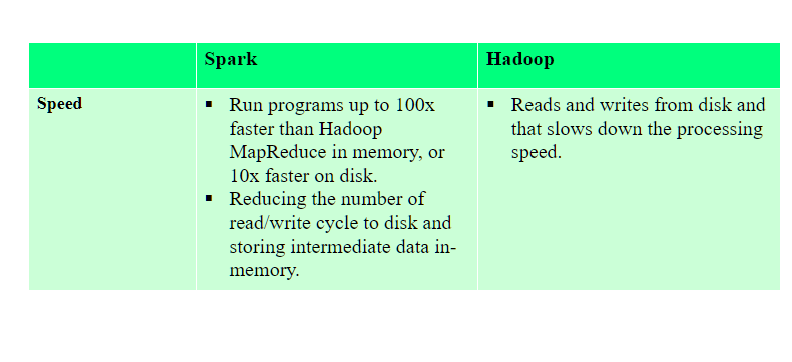 Spark Hadoop
Speed
▪ Run programs up to 100x
faster than Hadoop
MapReduce in memory, or
10x faster on disk.
▪ Reducing the number of
read/write cycle to disk and
storing intermediate data in-
memory.
▪ Reads and writes from disk and
that slows down the processing
speed.